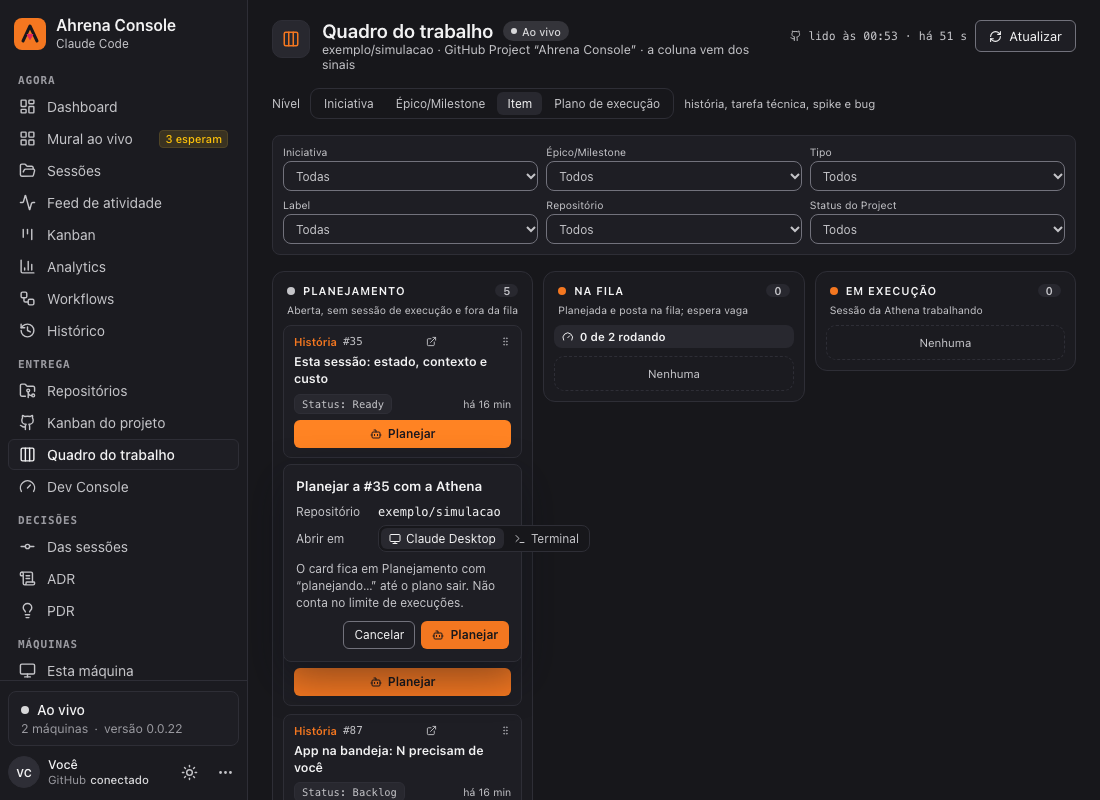 Ahrena Console
Claude Code
AGORA
Dashboard
Mural ao vivo
3 esperam
Sessões
Feed de atividade
Kanban
Analytics
Workflows
Histórico
ENTREGA
Repositórios
Kanban do projeto
Quadro do trabalho
Dev Console
DECISÕES
Das sessões
ADR
PDR
MÁQUINAS
Esta máquina
Ao vivo
2 máquinas · versão 0.0.22
VC
Você
GitHub conectado
Quadro do trabalho
Ao vivo
exemplo/simulacao · GitHub Project “Ahrena Console” · a coluna vem dos
sinais
lido às 00:53 · há 51 s
Atualizar
Nível
Iniciativa
Épico/Milestone
Item
Plano de execução
história, tarefa técnica, spike e bug
Iniciativa
Todas
Épico/Milestone
Todos
Tipo
Todos
Label
Todas
Repositório
Todos
Status do Project
Todos
PLANEJAMENTO
5
Aberta, sem sessão de execução e fora da fila
História #35
Esta sessão: estado, contexto e
custo
Status: Ready
há 16 min
Planejar
Planejar a #35 com a Athena
Repositório
exemplo/simulacao
Abrir em
Claude Desktop
Terminal
O card fica em Planejamento com
“planejando…” até o plano sair. Não
conta no limite de execuções.
Cancelar
Planejar
Planejar
História #87
App na bandeja: N precisam de
você
Status: Backlog
há 16 min
NA FILA
0
Planejada e posta na fila; espera vaga
0 de 2 rodando
Nenhuma
EM EXECUÇÃO
0
Sessão da Athena trabalhando
Nenhuma